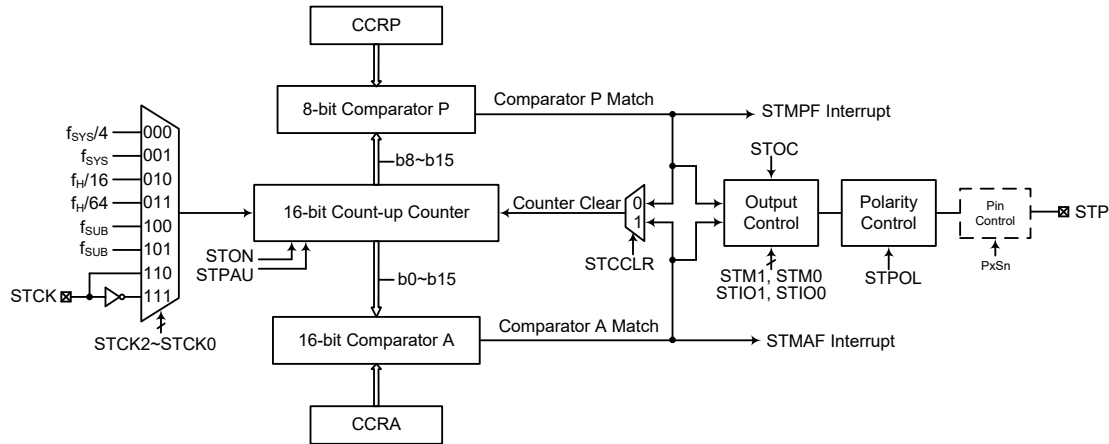 CCRP
8-bit Comparator P
Comparator P Match
STMPF Interrupt
fSYS/4
000
fSYS
001
fH/16
010
fH/64
011
fSUB
100
fSUB
101
110
111
STCK
STCK2~STCK0
b8~b15
16-bit Count-up Counter
STON
STPAU
b0~b15
Counter Clear
0
1
STCCLR
STOC
Output
Control
STM1, STM0
STIO1, STIO0
Polarity
Control
STPOL
Pin
Control
PxSn
STP
16-bit Comparator A
Comparator A Match
STMAF Interrupt
CCRA